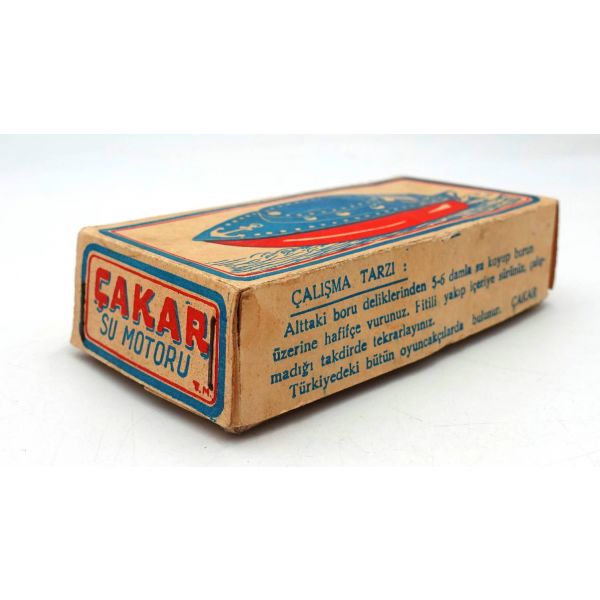 ÇAKAR
SU MOTORU
T.M.
ÇALIŞMA TARZI :
Alttaki boru deliklerinden 5-6 damla su koyup burun
üzerine hafifçe vurunuz. Fitili yakıp içeriye sürünüz, çalış-
madığı takdirde tekrarlayınız.
Türkiyedeki bütün oyuncakçılarda bulunur. ÇAKAR